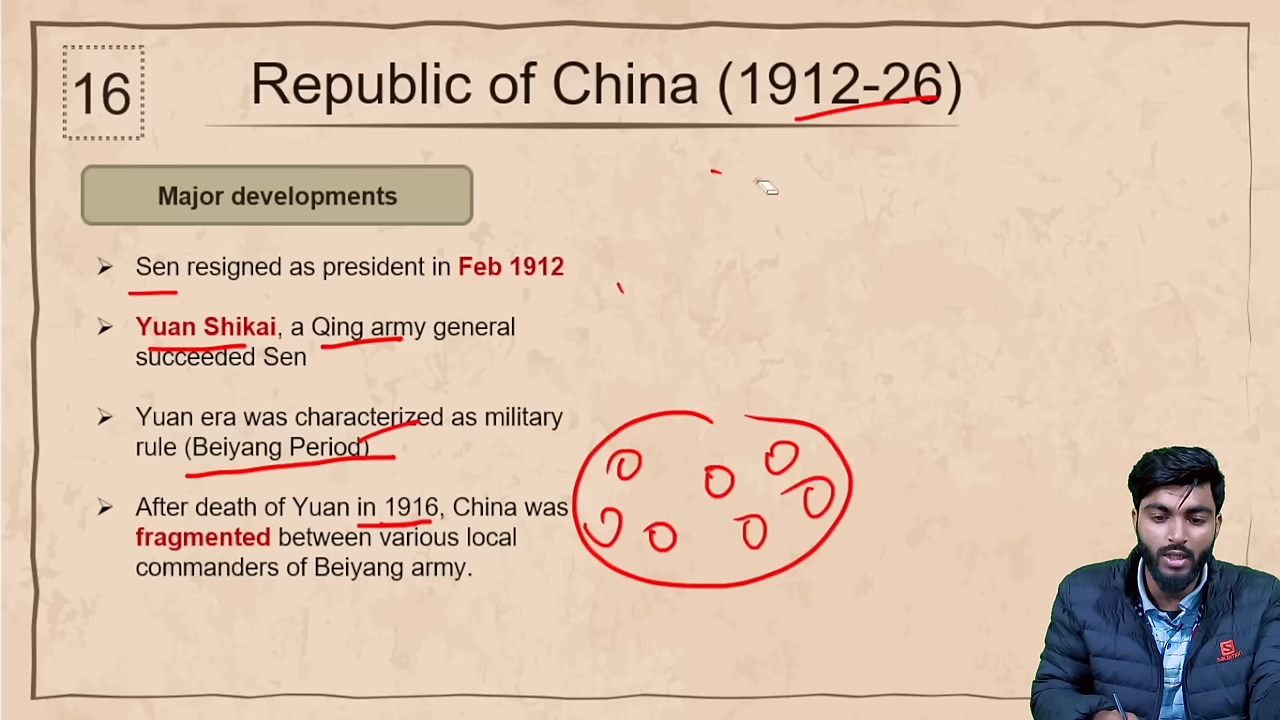 16
Republic of China (1912-26)
Major developments
➢ Sen resigned as president in Feb 1912
➢ Yuan Shikai, a Qing army general
succeeded Sen
➢ Yuan era was characterized as military
rule (Beiyang Period)
➢ After death of Yuan in 1916, China was
fragmented between various local
commanders of Beiyang army.